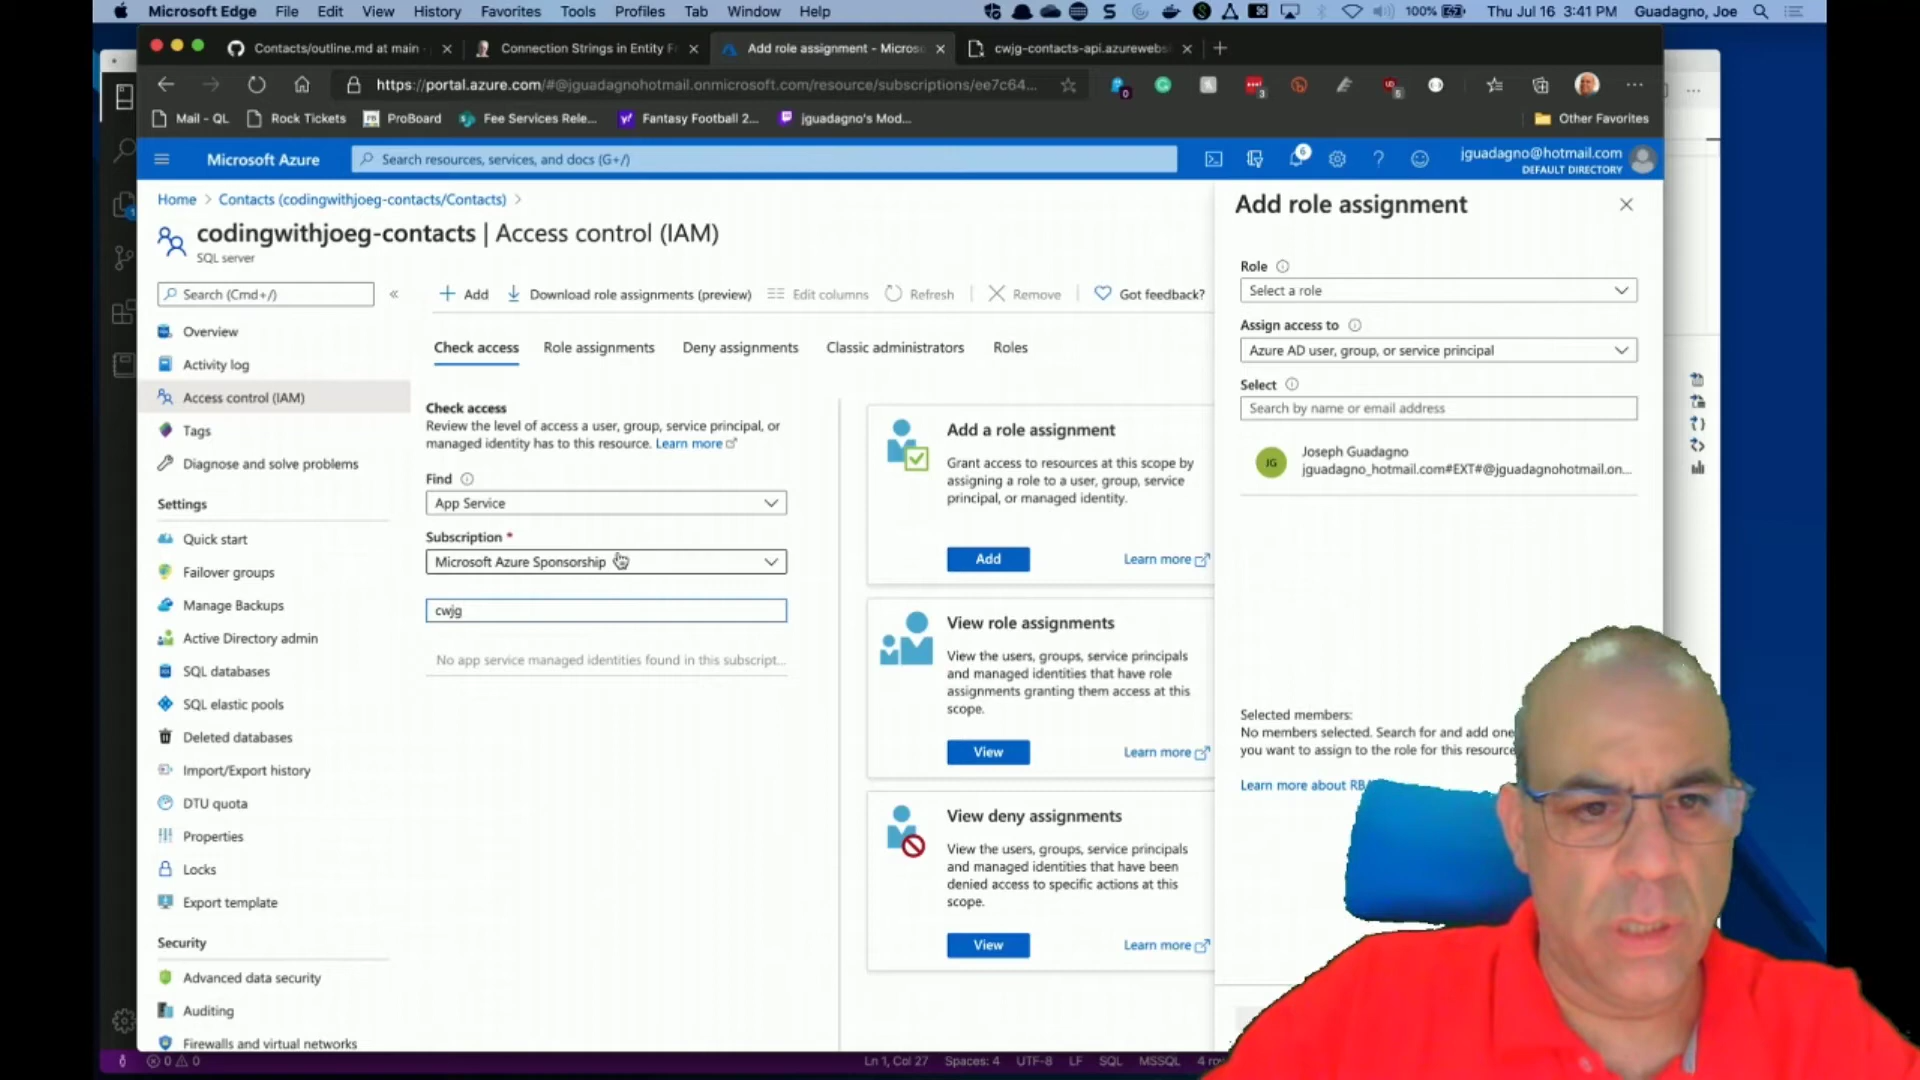 Microsoft Edge File Edit View History Favorites Tools Profiles Tab Window Help 100% Thu Jul 16 3:41 PM Guadagno, Joe
Contacts/outline.md at main - Connection Strings in Entity F Add role assignment - Micros cwjg-contacts-api.azurewebs
https://portal.azure.com/#@jguadagnohotmail.onmicrosoft.com/resource/subscriptions/ee7c64...
Mail - QL Rock Tickets ProBoard Fee Services Rele... Fantasy Football 2... jguadagno's Mod... Other Favorites
Microsoft Azure
Search resources, services, and docs (G+/)
6
jguadagno@hotmail.com
DEFAULT DIRECTORY
Home > Contacts (codingwithjoeg-contacts/Contacts) >
codingwithjoeg-contacts | Access control (IAM)
SQL server
Search (Cmd+/)
Overview
Activity log
Access control (IAM)
Tags
Diagnose and solve problems
Settings
Quick start
Failover groups
Manage Backups
Active Directory admin
SQL databases
SQL elastic pools
Deleted databases
Import/Export history
DTU quota
Properties
Locks
Export template
Security
Advanced data security
Auditing
Firewalls and virtual networks
Add Download role assignments (preview) Edit columns Refresh Remove Got feedback?
Check access Role assignments Deny assignments Classic administrators Roles
Check access
Review the level of access a user, group, service principal, or
managed identity has to this resource. Learn more
Find
App Service
Subscription *
Microsoft Azure Sponsorship
cwjg
No app service managed identities found in this subscript...
Add a role assignment
Grant access to resources at this scope by
assigning a role to a user, group, service
principal, or managed identity.
Add Learn more
View role assignments
View the users, groups, service principals
and managed identities that have role
assignments granting them access at this
scope.
View Learn more
View deny assignments
View the users, groups, service principals
and managed identities that have been
denied access to specific actions at this
scope.
View Learn more
Add role assignment
Role
Select a role
Assign access to
Azure AD user, group, or service principal
Select
Search by name or email address
JG
Joseph Guadagno
jguadagno_hotmail.com#EXT#@jguadagnohotmail.on...
Selected members:
No members selected. Search for and add one
you want to assign to the role for this resource
Learn more about RB
0 0 Ln 1, Col 27 Spaces: 4 UTF-8 LF SQL MSSQL 4 ro